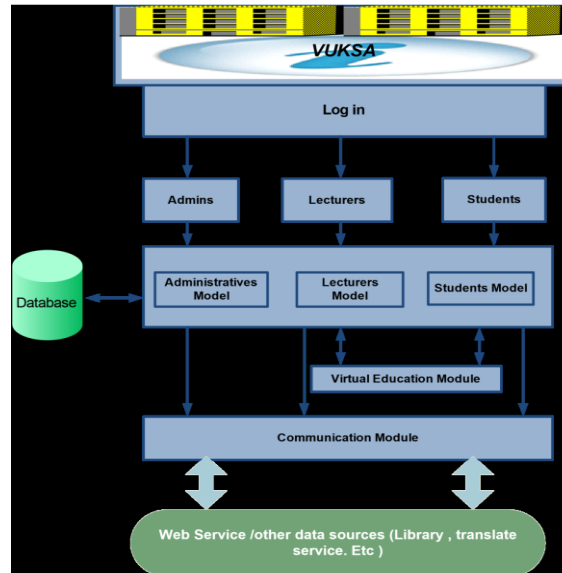 VUKSA
Log in
Admins
Lecturers
Students
Administratives
Model
Lecturers
Model
Students Model
Database
Virtual Education Module
Communication Module
Web Service /other data sources (Library , translate
service. Etc )